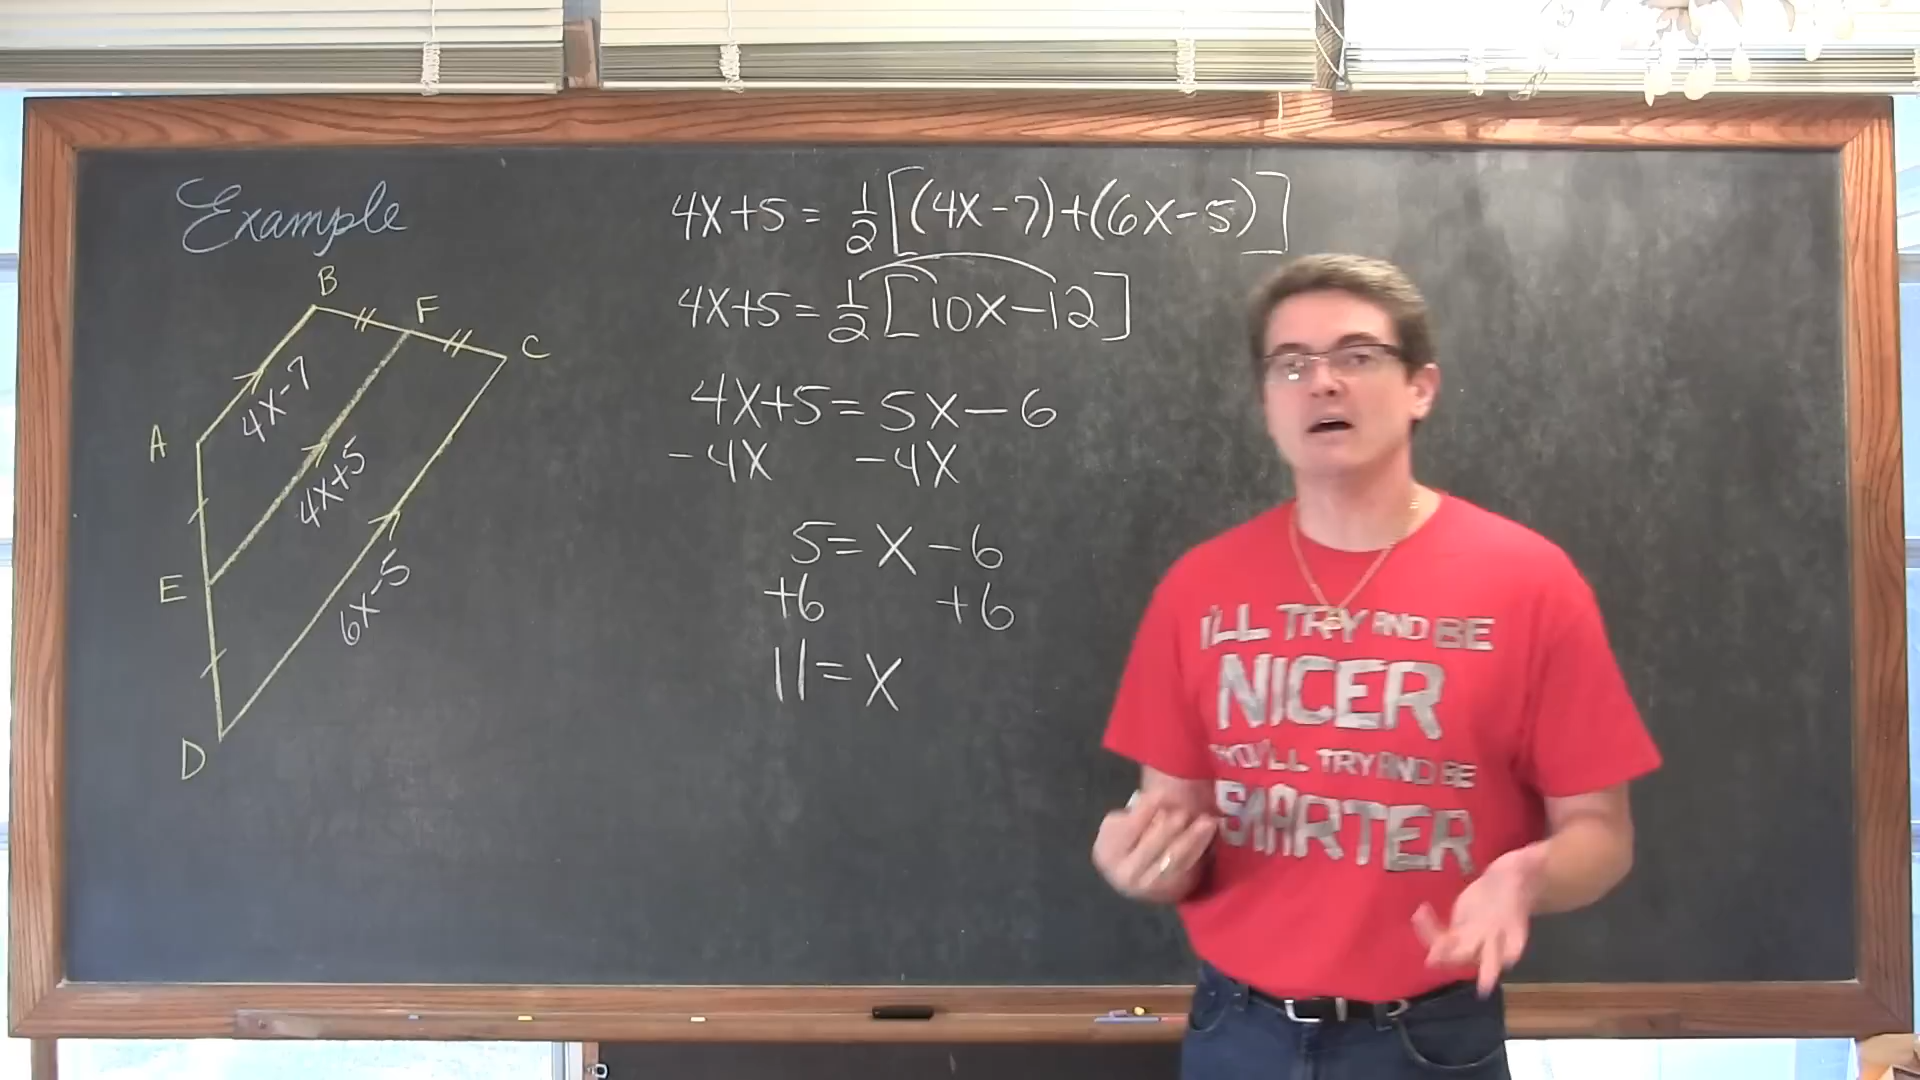 Example
B
F
C
A
E
D
4X-7
4X+5
6X-5
4X+5 = 1/2 [(4X-7)+(6X-5)]
4X+5 = 1/2 [10X-12]
4X+5 = 5X-6
-4X -4X
5 = X-6
+6 +6
11 = X
I'LL TRY AND BE
NICER
YOU'LL TRY AND BE
SMARTER